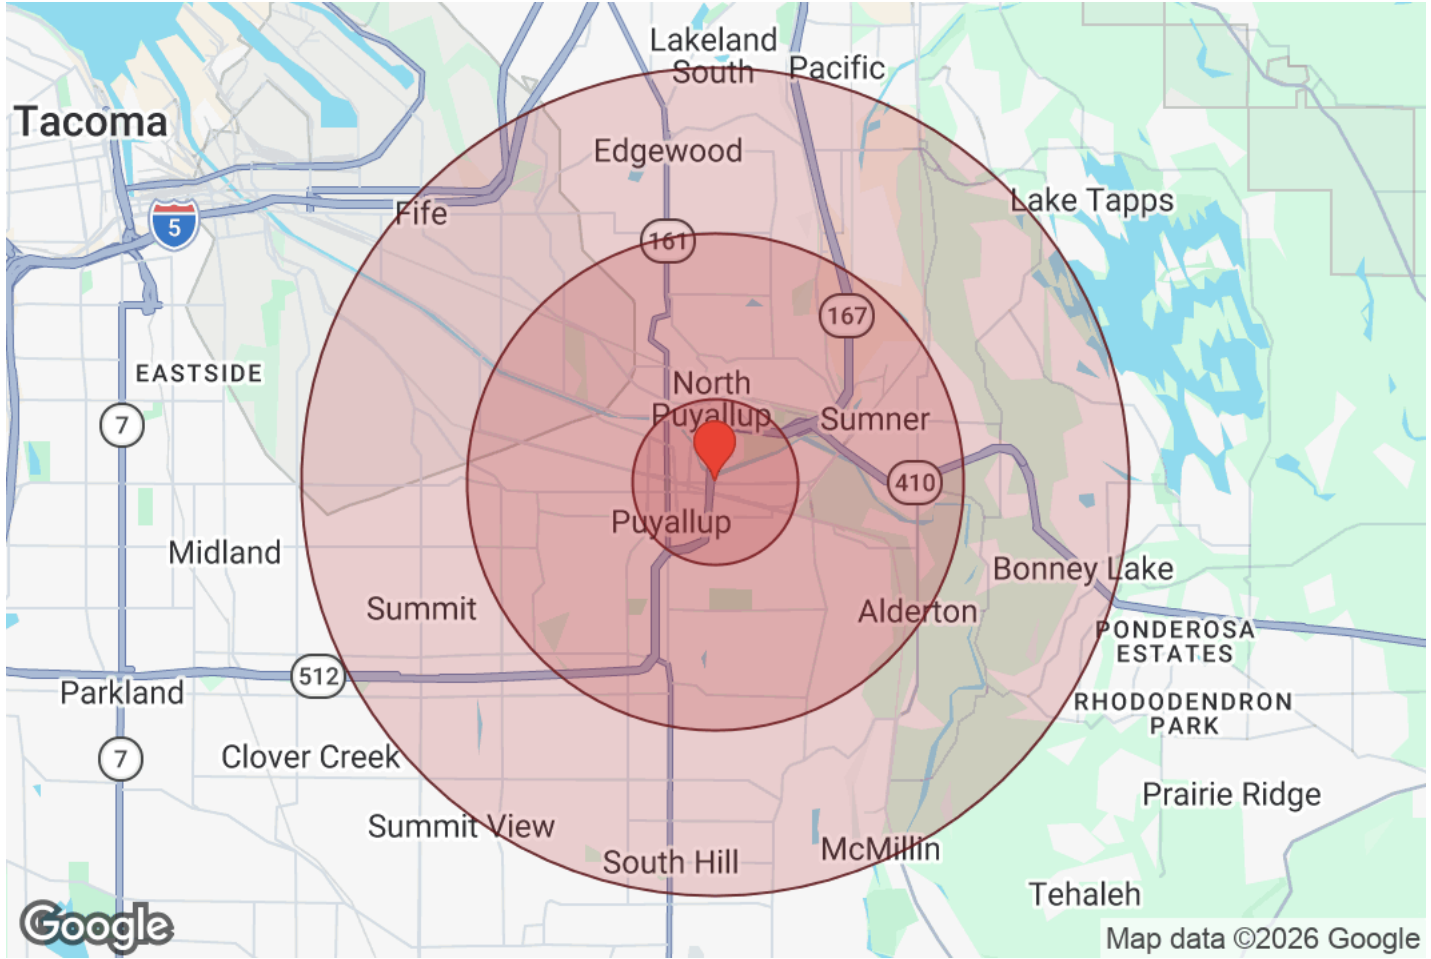 Lakeland
South
Pacific
Tacoma
Edgewood
Lake Tapps
Fife
5
161
167
EASTSIDE
North
Puyallup
Sumner
7
410
Puyallup
Midland
Bonney Lake
Summit
Alderton
PONDEROSA
ESTATES
512
Parkland
RHODODENDRON
PARK
7
Clover Creek
Prairie Ridge
Summit View
McMillin
South Hill
Tehaleh
Google
Map data ©2026 Google